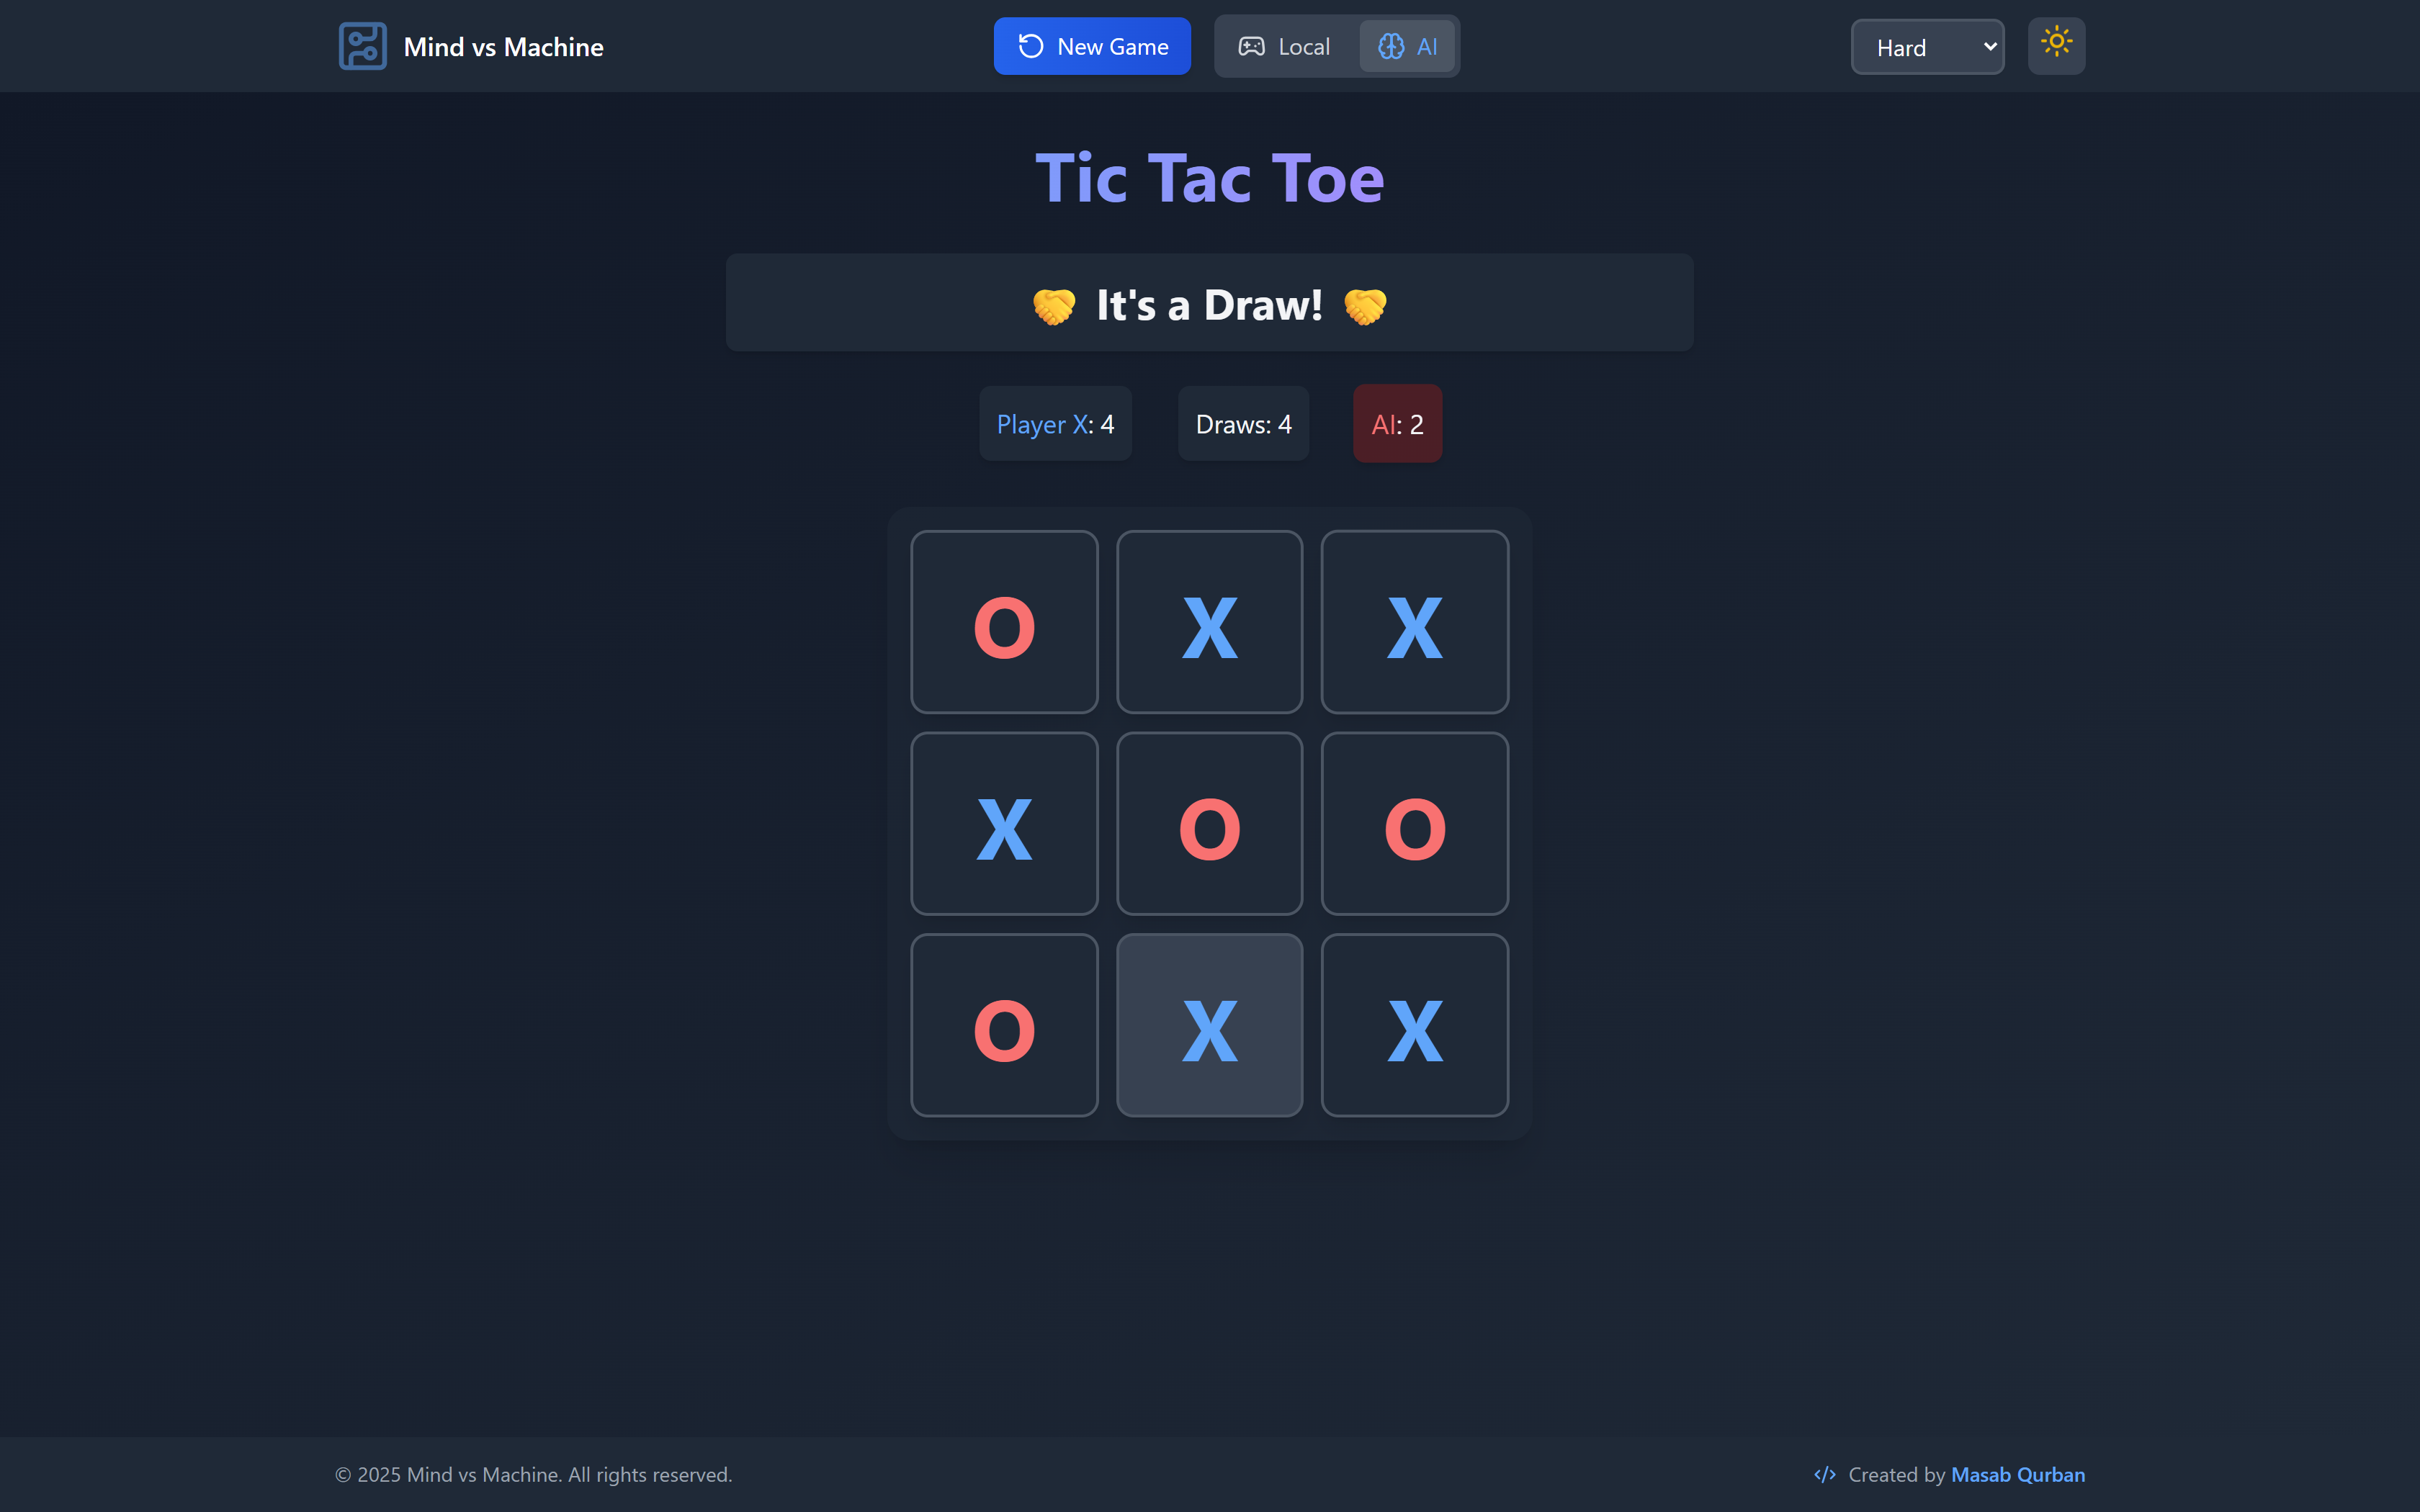 Mind vs Machine
New Game
Local
AI
Hard
Tic Tac Toe
🤝 It's a Draw! 🤝
Player X: 4
Draws: 4
AI: 2
O X X
X O O
O X X
© 2025 Mind vs Machine. All rights reserved.
</> Created by Masab Qurban